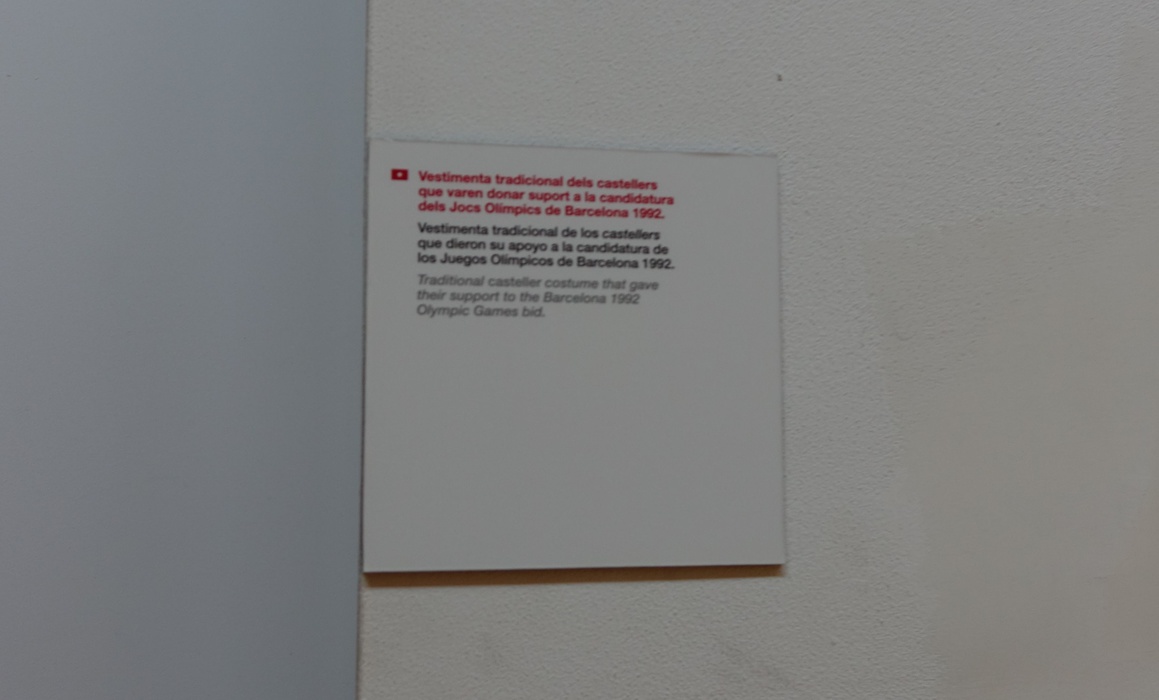 Vestimenta tradicional dels castellers
que varen donar suport a la candidatura
dels Jocs Olímpics de Barcelona 1992.
Vestimenta tradicional de los castellers
que dieron su apoyo a la candidatura de
los Juegos Olímpicos de Barcelona 1992.
Traditional casteller costume that gave
their support to the Barcelona 1992
Olympic Games bid.